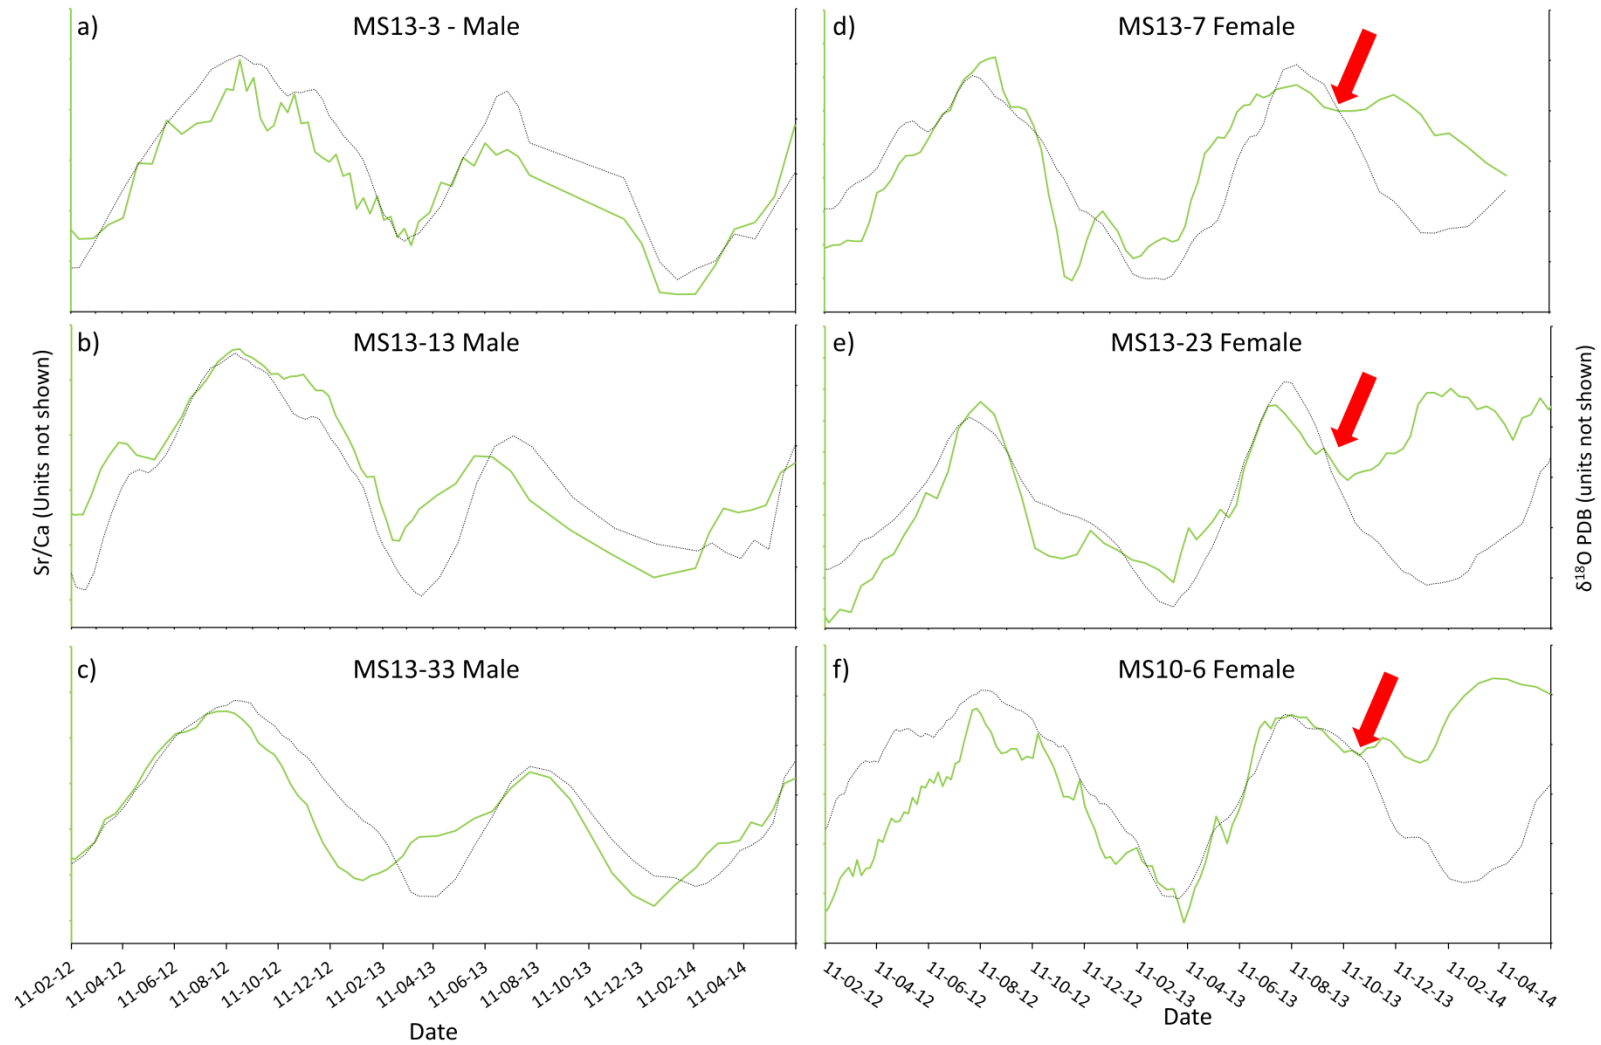 a) MS13-3 - Male
b) MS13-13 Male
c) MS13-33 Male
Sr/Ca (Units not shown)
11-02-12 11-04-12 11-06-12 11-08-12 11-10-12 11-12-12 11-02-13 11-04-13 11-06-13 11-08-13 11-10-13 11-12-13 11-02-14 11-04-14
Date
d) MS13-7 Female
e) MS13-23 Female
f) MS10-6 Female
δ¹⁸O PDB (units not shown)
11-02-12 11-04-12 11-06-12 11-08-12 11-10-12 11-12-12 11-02-13 11-04-13 11-06-13 11-08-13 11-10-13 11-12-13 11-02-14 11-04-14
Date